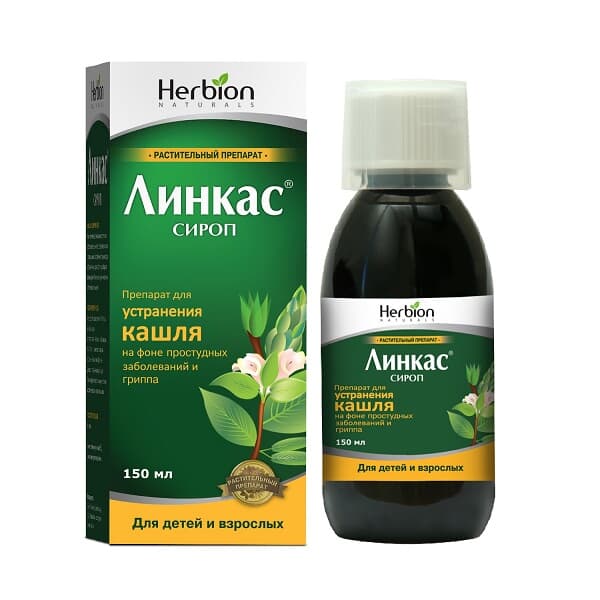 Herbion
NATURALS
• РАСТИТЕЛЬНЫЙ ПРЕПАРАТ •
Линкас®
СИРОП
Препарат для
устранения
кашля
на фоне простудных
заболеваний и
гриппа
150 мл
РАСТИТЕЛЬНЫЙ
ПРЕПАРАТ
Для детей и взрослых
Herbion
NATURALS
• РАСТИТЕЛЬНЫЙ ПРЕПАРАТ •
Линкас®
СИРОП
Препарат для
устранения
кашля
на фоне простудных
заболеваний и
гриппа
150 мл
Для детей и взрослых
Линкас